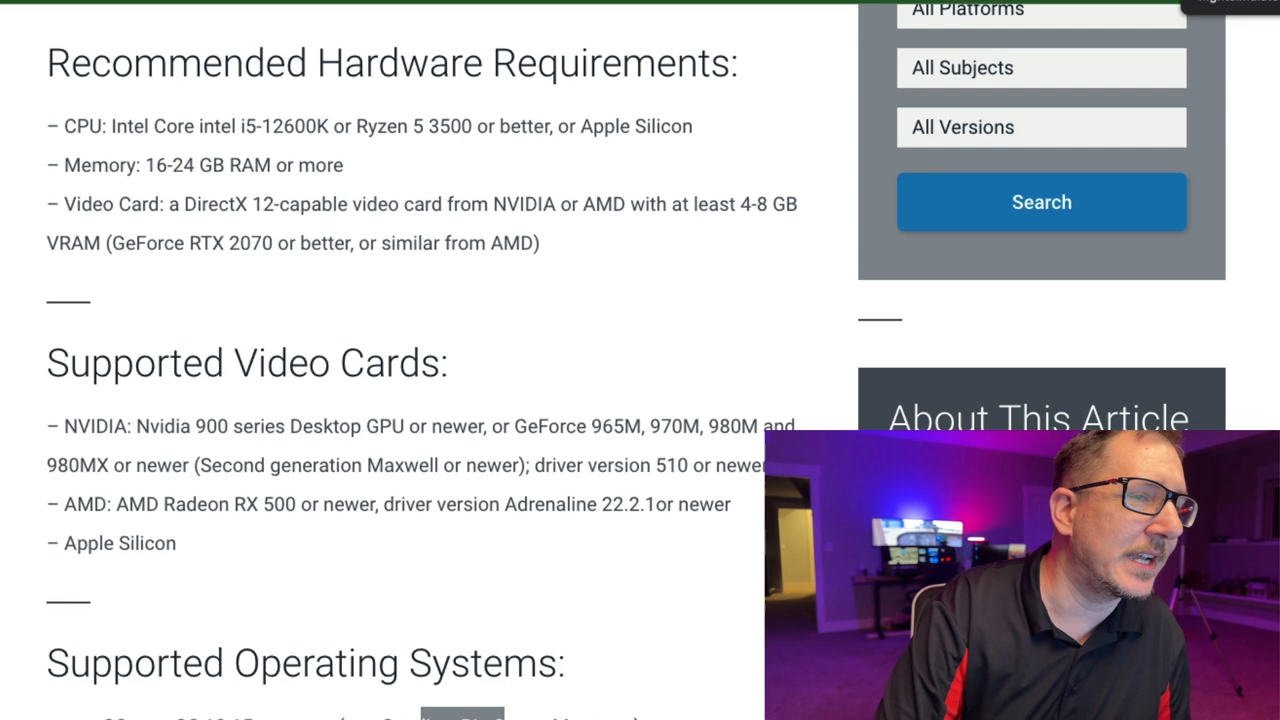 All Platforms
Recommended Hardware Requirements:
All Subjects
– CPU: Intel Core intel i5-12600K or Ryzen 5 3500 or better, or Apple Silicon
All Versions
– Memory: 16-24 GB RAM or more
– Video Card: a DirectX 12-capable video card from NVIDIA or AMD with at least 4-8 GB
Search
VRAM (GeForce RTX 2070 or better, or similar from AMD)
Supported Video Cards:
About This Article
– NVIDIA: Nvidia 900 series Desktop GPU or newer, or GeForce 965M, 970M, 980M and
980MX or newer (Second generation Maxwell or newer); driver version 510 or newer
– AMD: AMD Radeon RX 500 or newer, driver version Adrenaline 22.2.1or newer
– Apple Silicon
Supported Operating Systems: